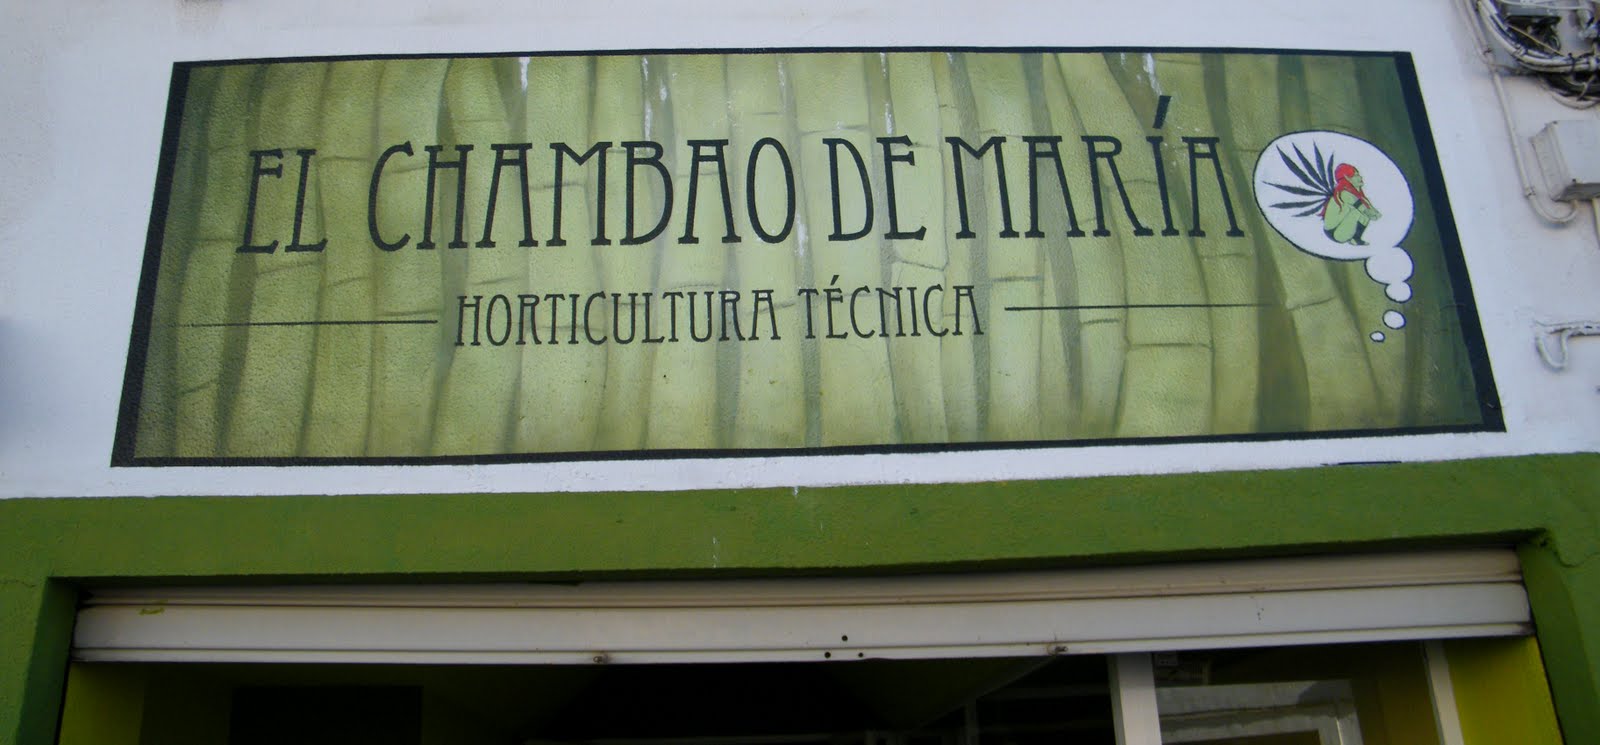 EL CHAMBAO DE MARÍA
HORTICULTURA TÉCNICA